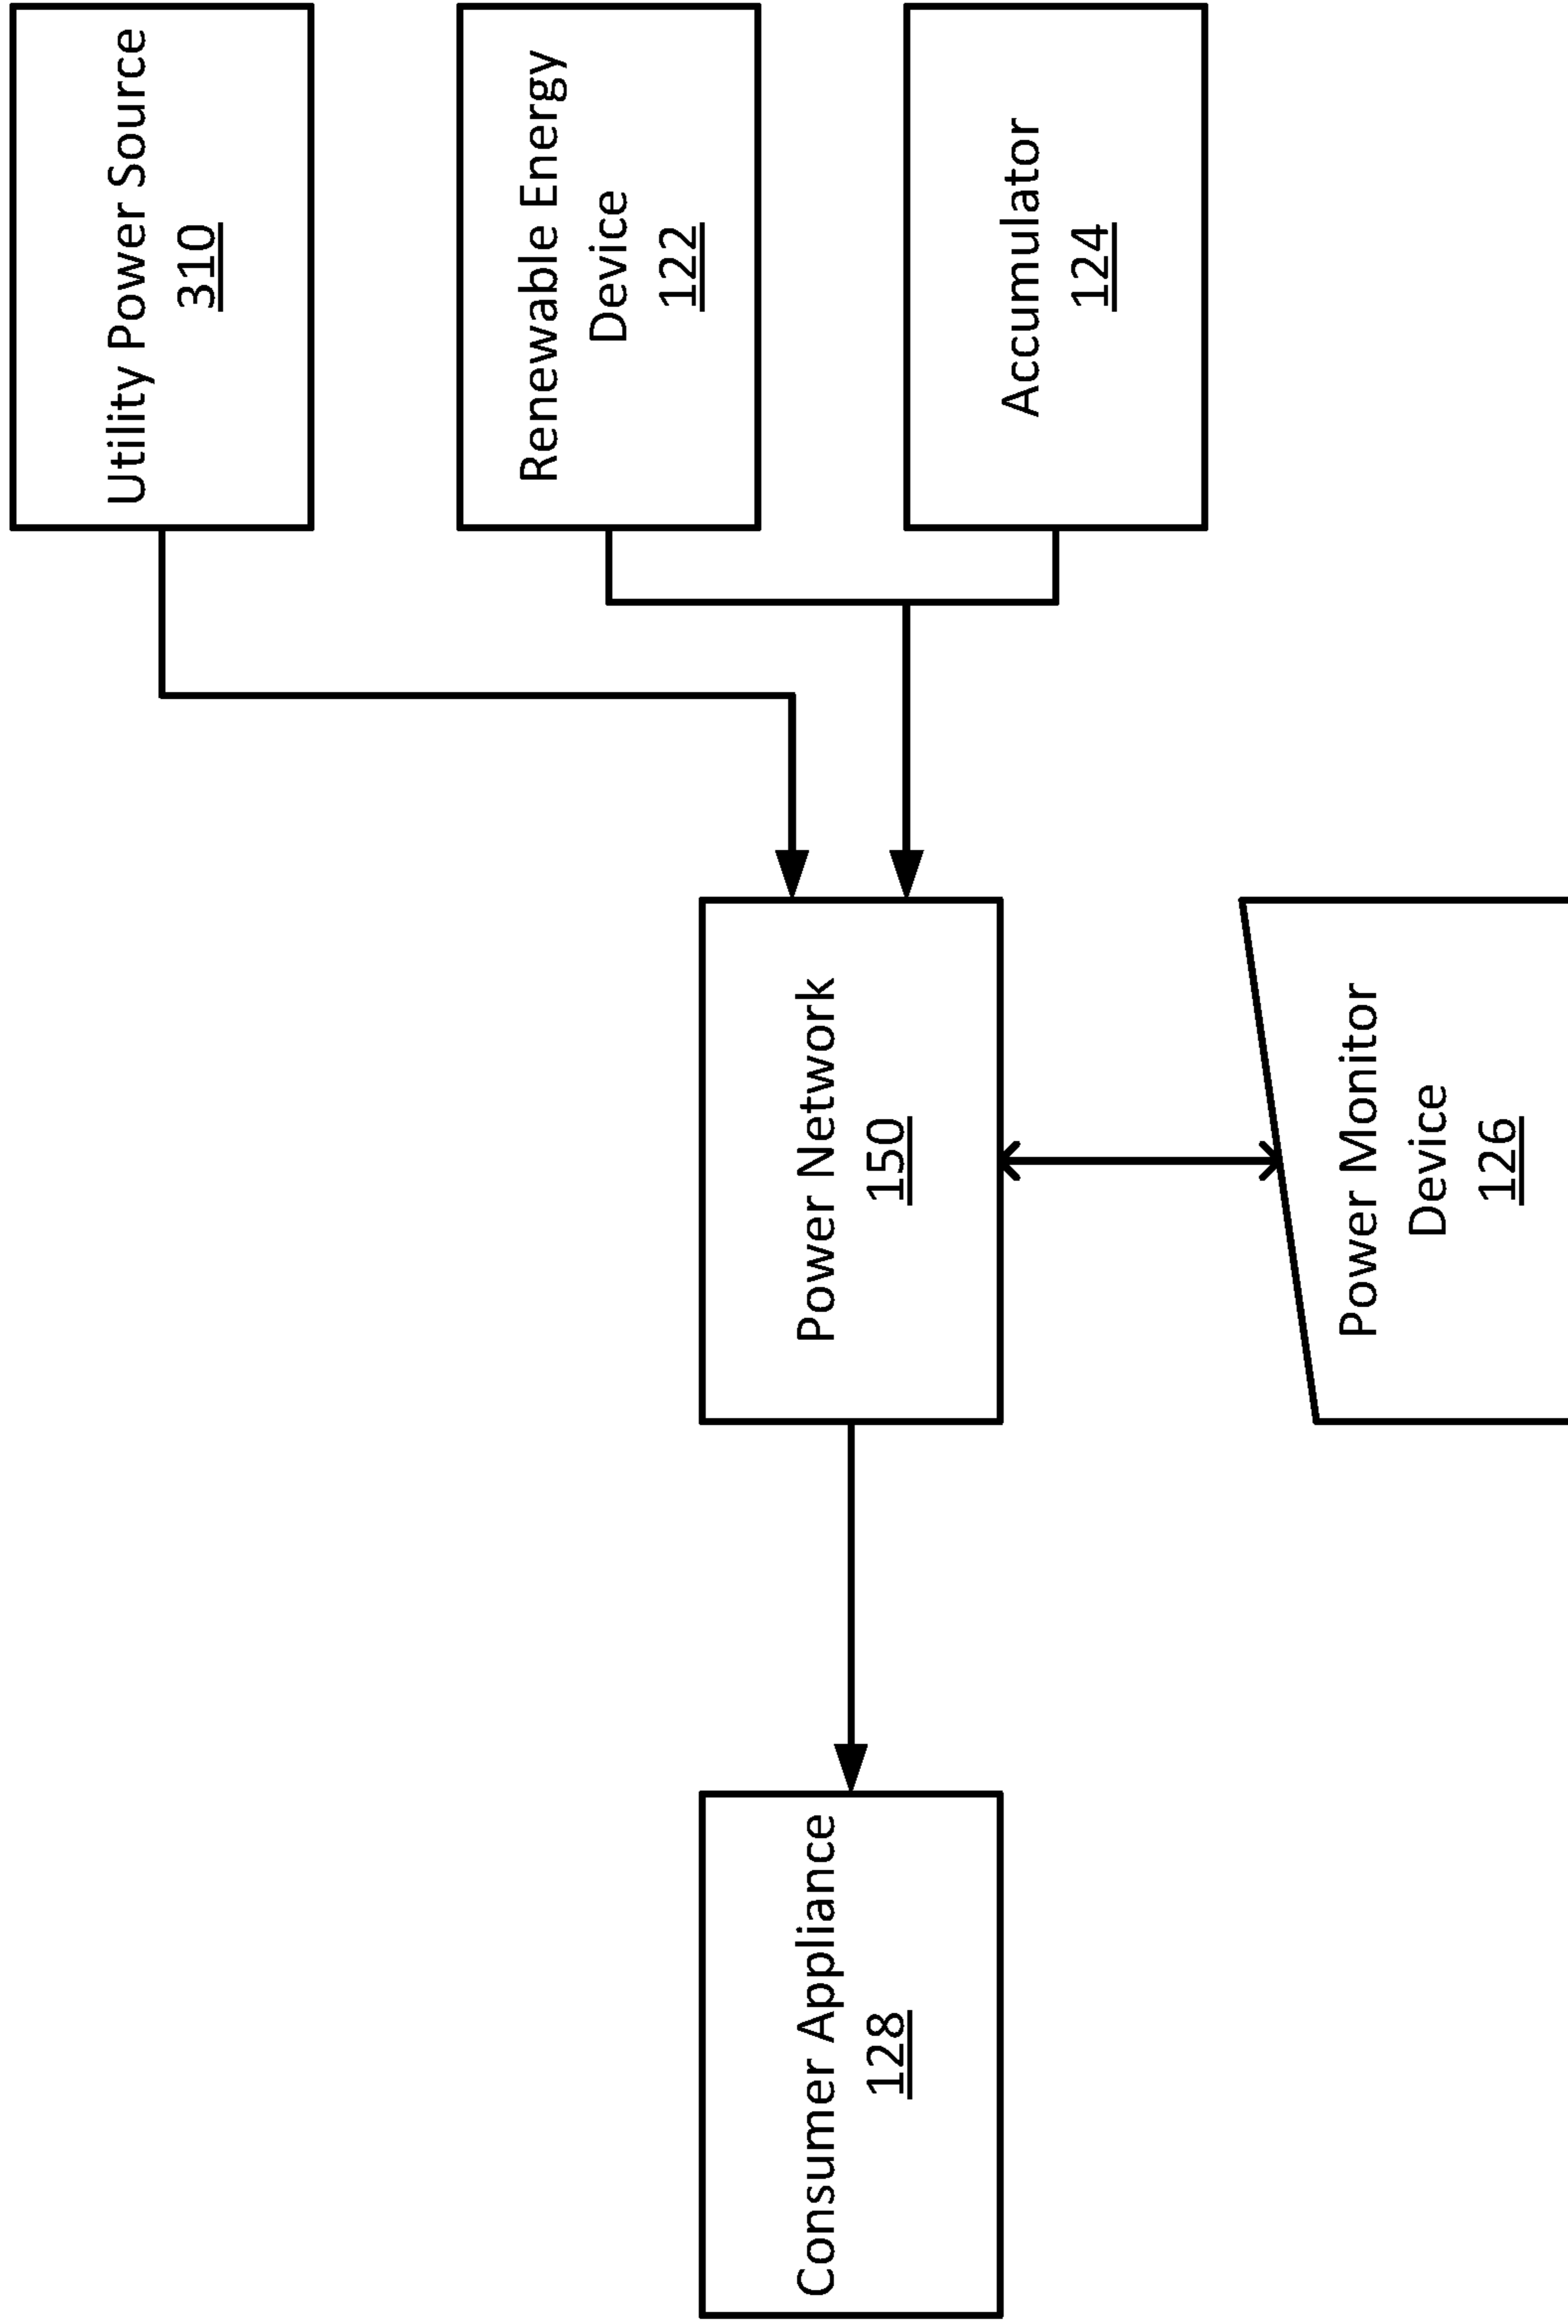 Utility Power Source
310
Renewable Energy
Device
122
Consumer Appliance
128
Power Network
150
Accumulator
124
Power Monitor
Device
126